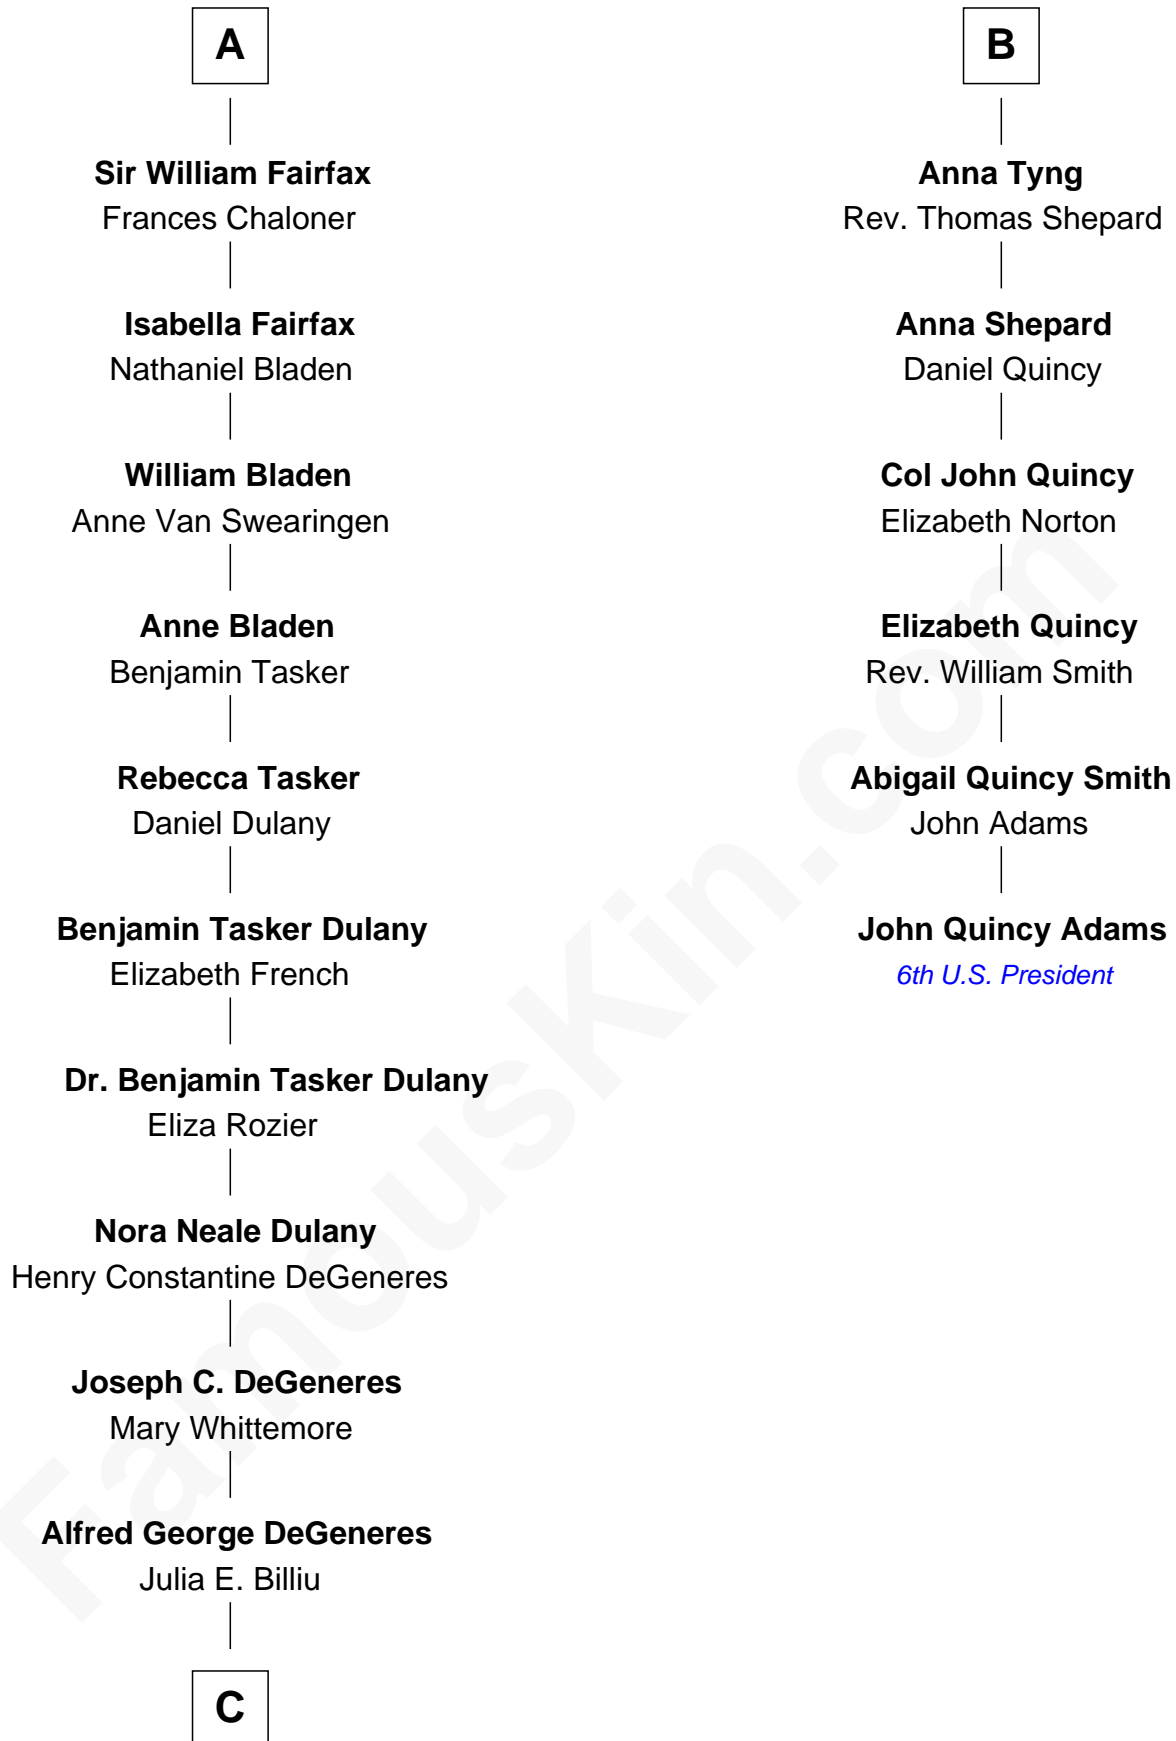 A
Sir William Fairfax
Frances Chaloner
Isabella Fairfax
Nathaniel Bladen
William Bladen
Anne Van Swearingen
Anne Bladen
Benjamin Tasker
Rebecca Tasker
Daniel Dulany
Benjamin Tasker Dulany
Elizabeth French
Dr. Benjamin Tasker Dulany
Eliza Rozier
Nora Neale Dulany
Henry Constantine DeGeneres
Joseph C. DeGeneres
Mary Whittemore
Alfred George DeGeneres
Julia E. Billiu
C
B
Anna Tyng
Rev. Thomas Shepard
Anna Shepard
Daniel Quincy
Col John Quincy
Elizabeth Norton
Elizabeth Quincy
Rev. William Smith
Abigail Quincy Smith
John Adams
John Quincy Adams
6th U.S. President
FamousKin.com